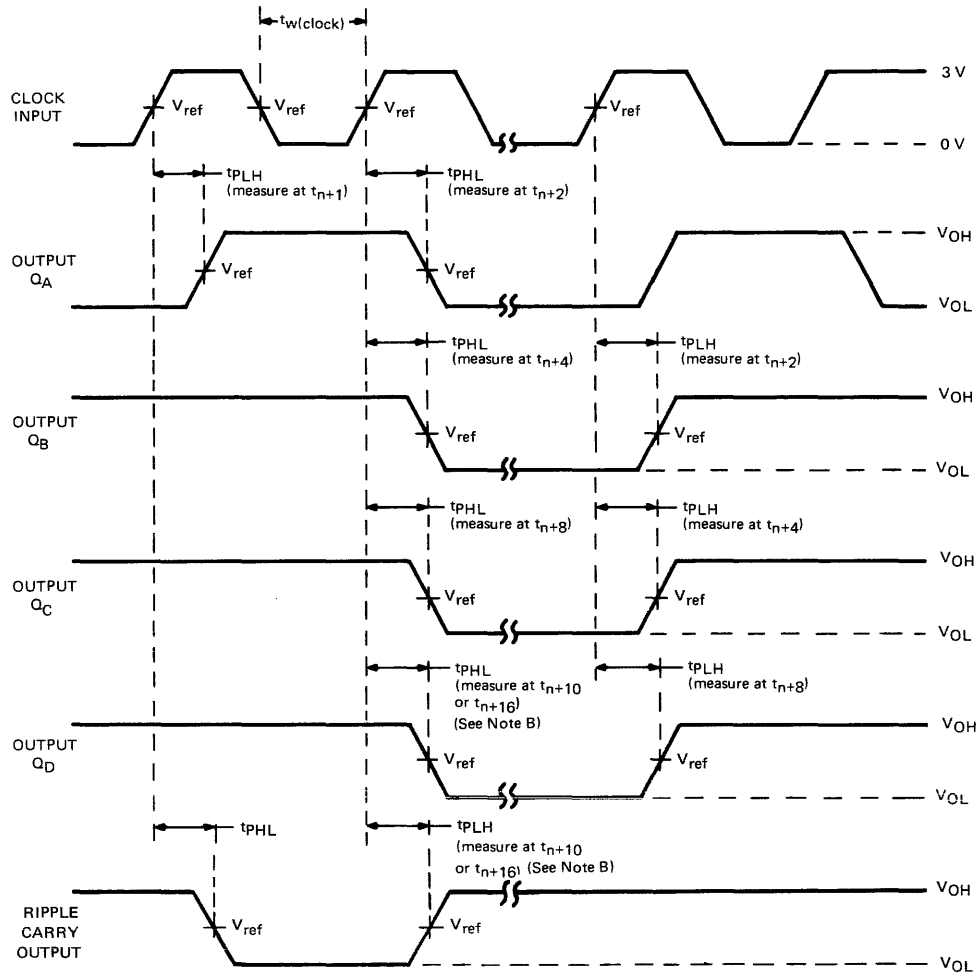 tw(clock)
3 V
CLOCK
INPUT
Vref
Vref
Vref
Vref
0 V
tPLH
(measure at tn+1)
tPHL
(measure at tn+2)
VOH
OUTPUT
QA
Vref
Vref
VOL
tPHL
(measure at tn+4)
tPLH
(measure at tn+2)
VOH
OUTPUT
QB
Vref
Vref
VOL
tPHL
(measure at tn+8)
tPLH
(measure at tn+4)
VOH
OUTPUT
QC
Vref
Vref
VOL
tPHL
(measure at tn+10
or tn+16)
(See Note B)
tPLH
(measure at tn+8)
VOH
OUTPUT
QD
Vref
Vref
VOL
tPHL
tPLH
(measure at tn+10
or tn+16) (See Note B)
VOH
RIPPLE
CARRY
OUTPUT
Vref
Vref
VOL